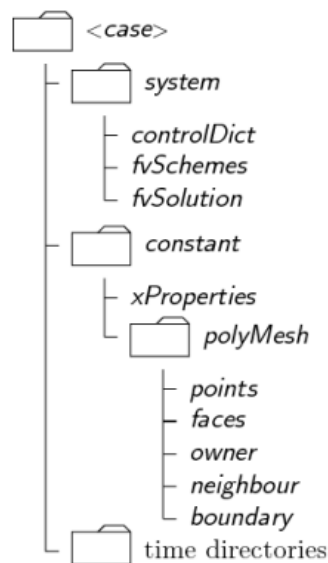 <case>
system
controlDict
fvSchemes
fvSolution
constant
xProperties
polyMesh
points
faces
owner
neighbour
boundary
time directories